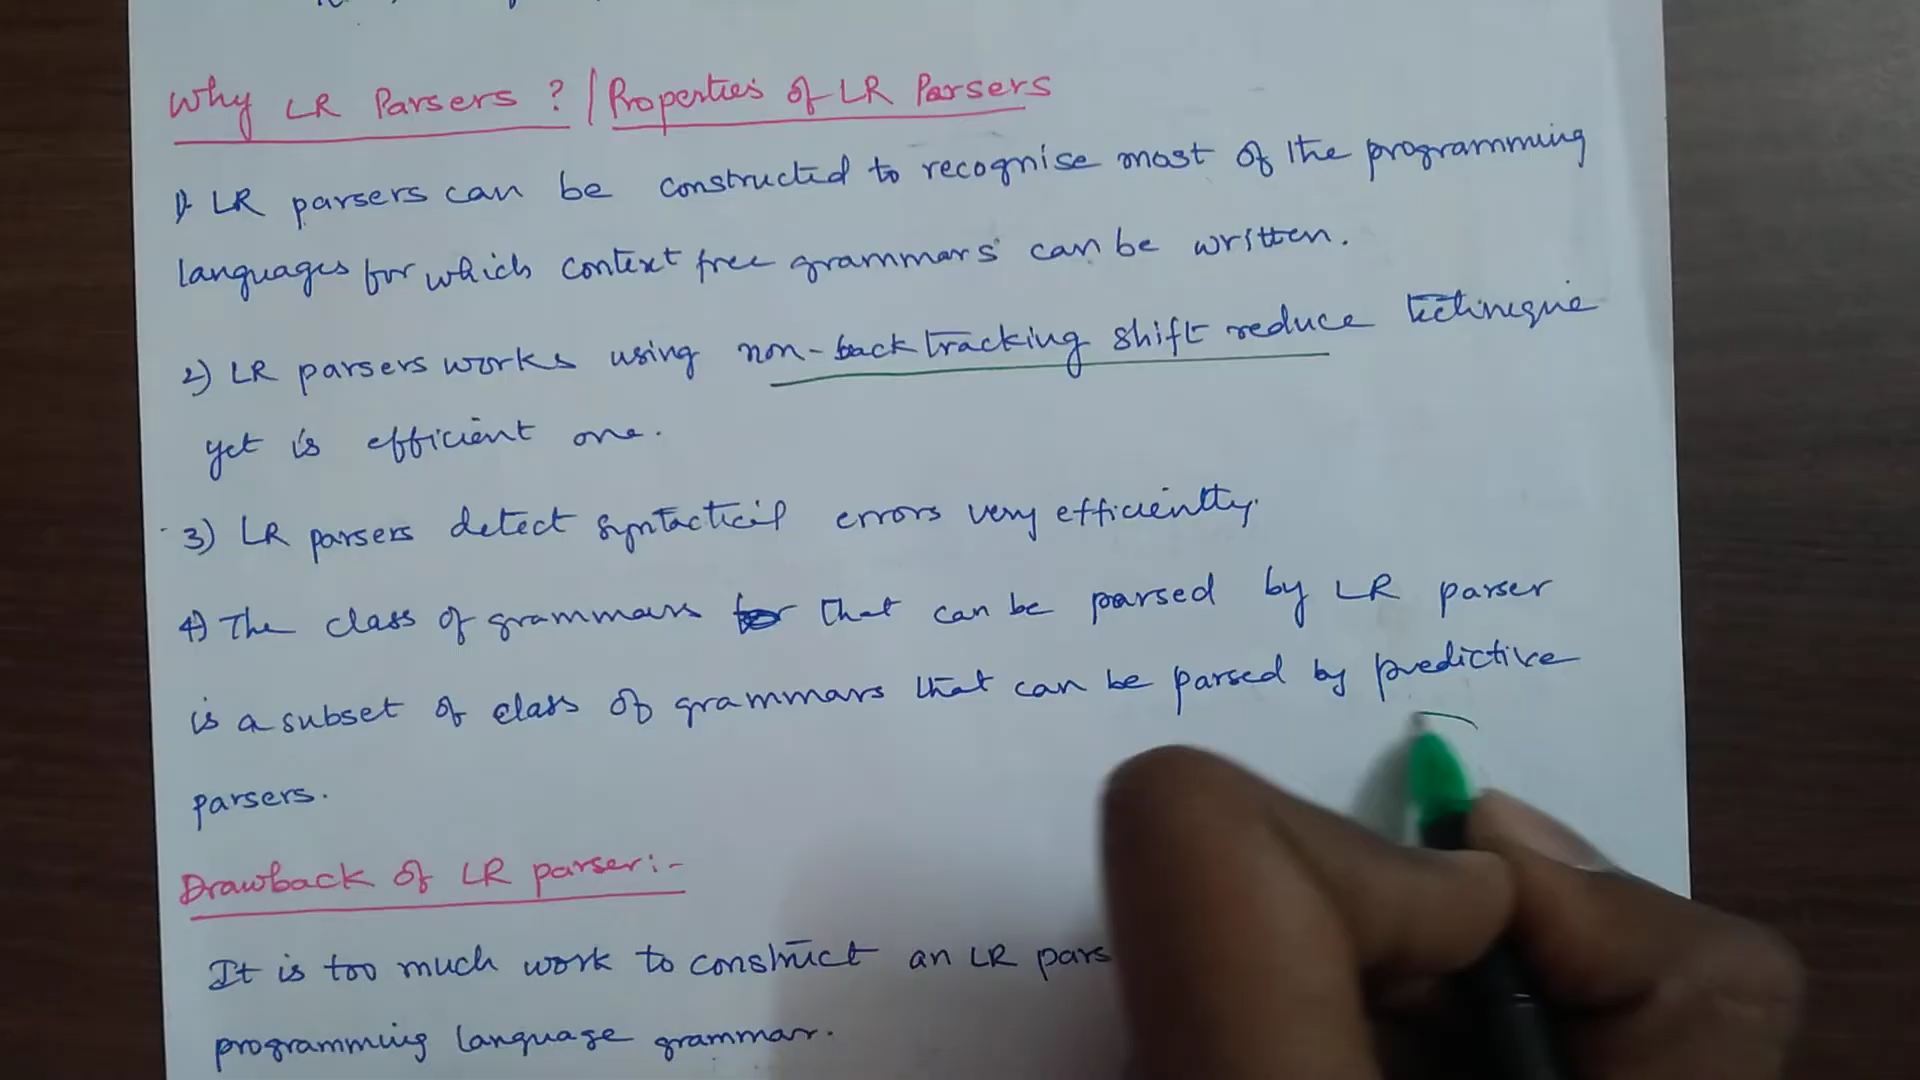 Why LR Parsers ? / Properties of LR Parsers
1) LR parsers can be constructed to recognise most of the programming
languages for which context free grammars can be written.
2) LR parsers works using non-backtracking shift reduce technique
yet is efficient one.
3) LR parsers detect syntactical errors very efficiently.
4) The class of grammars that can be parsed by LR parser
is a subset of class of grammars that can be parsed by predictive
parsers.
Drawback of LR parser:-
It is too much work to construct an LR pars
programming language grammar.